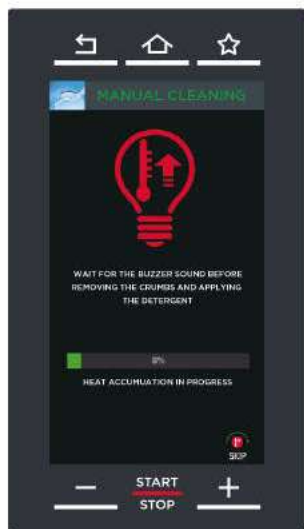 MANUAL CLEANING
WAIT FOR THE BUZZER SOUND BEFORE
REMOVING THE CRUMBS AND APPLYING
THE DETERGENT
8%
HEAT ACCUMUATION IN PROGRESS
SKIP
START
STOP